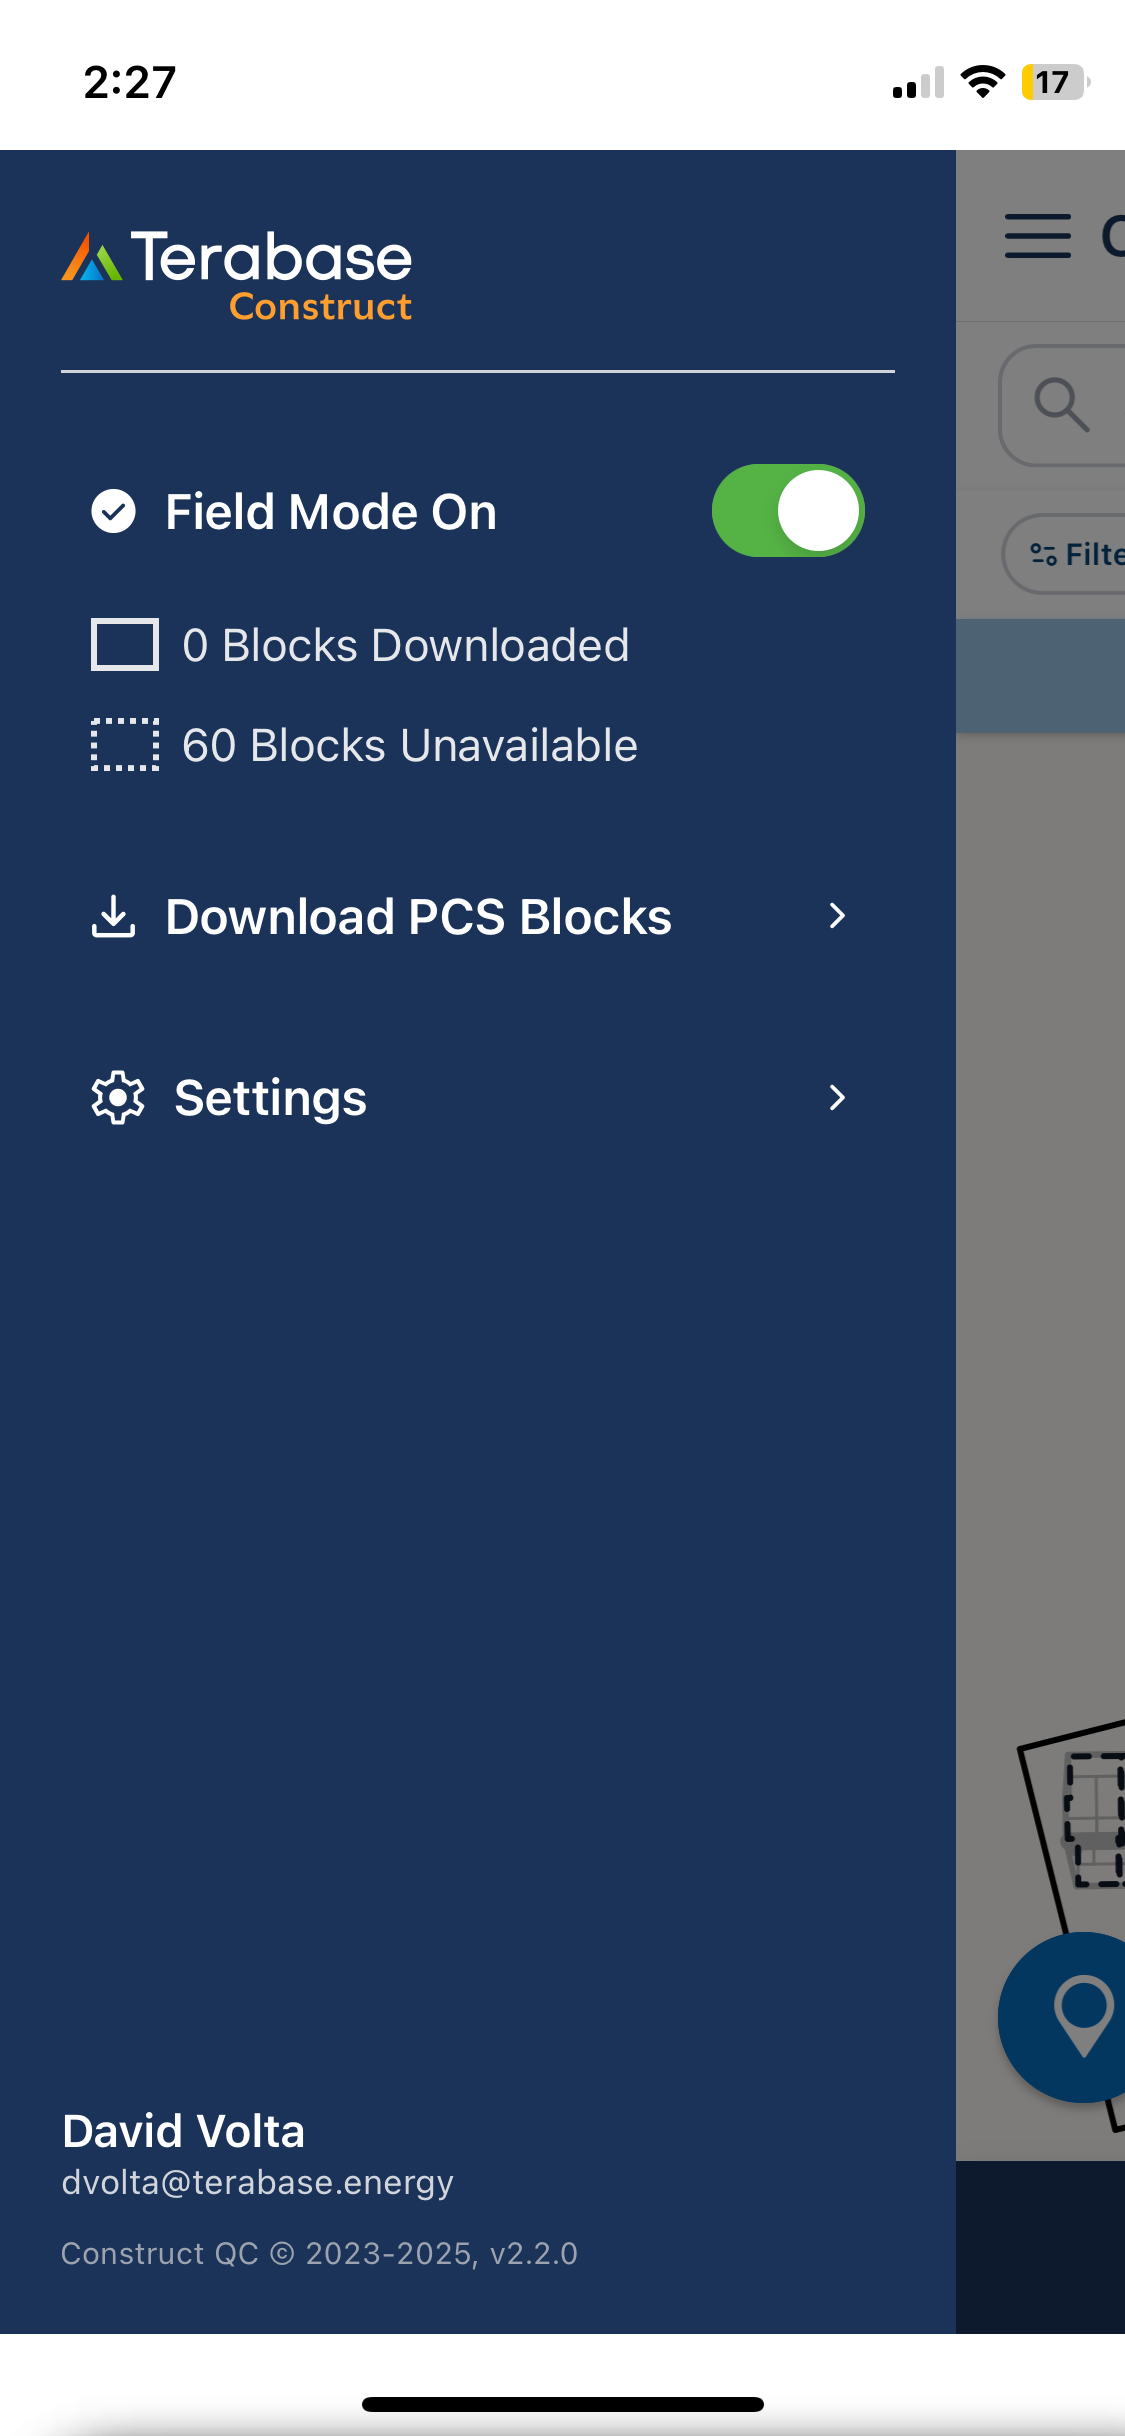 2:27
17
Terabase
Construct
Field Mode On
0 Blocks Downloaded
60 Blocks Unavailable
Download PCS Blocks
Settings
David Volta
dvolta@terabase.energy
Construct QC © 2023-2025, v2.2.0